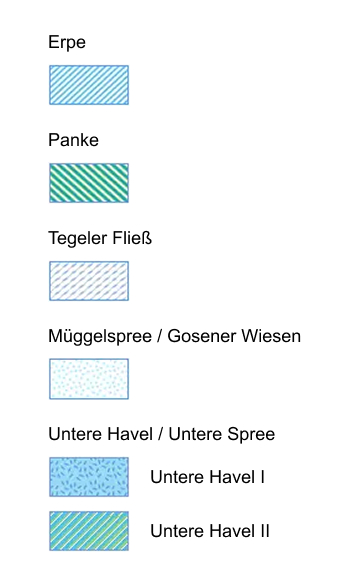 Erpe
Panke
Tegeler Fließ
Müggelspree / Gosener Wiesen
Untere Havel / Untere Spree
Untere Havel I
Untere Havel II